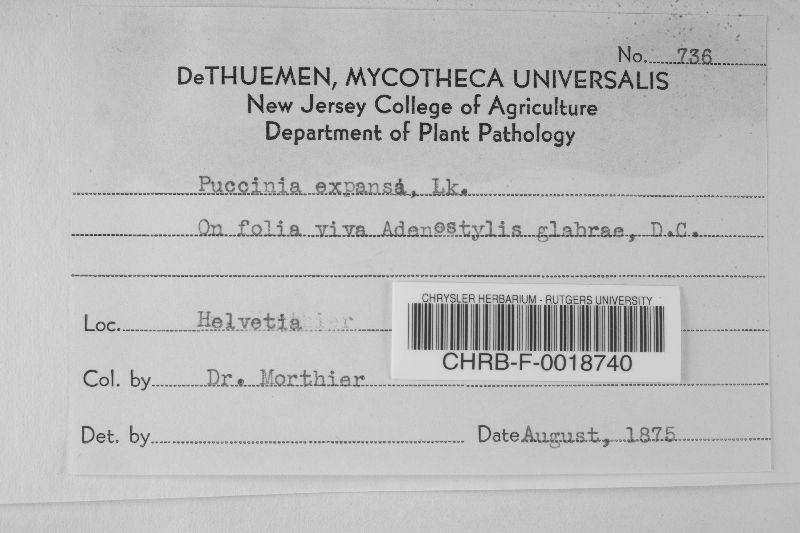 No. 736
DeTHUEMEN, MYCOTHECA UNIVERSALIS
New Jersey College of Agriculture
Department of Plant Pathology
Puccinia expansa, Lk.
On folia viva Adenostylis glabrae, D.C.
Loc. Helvetia
CHRYSLER HERBARIUM - RUTGERS UNIVERSITY
CHRB-F-0018740
Col. by Dr. Morthier
Det. by
Date August, 1875